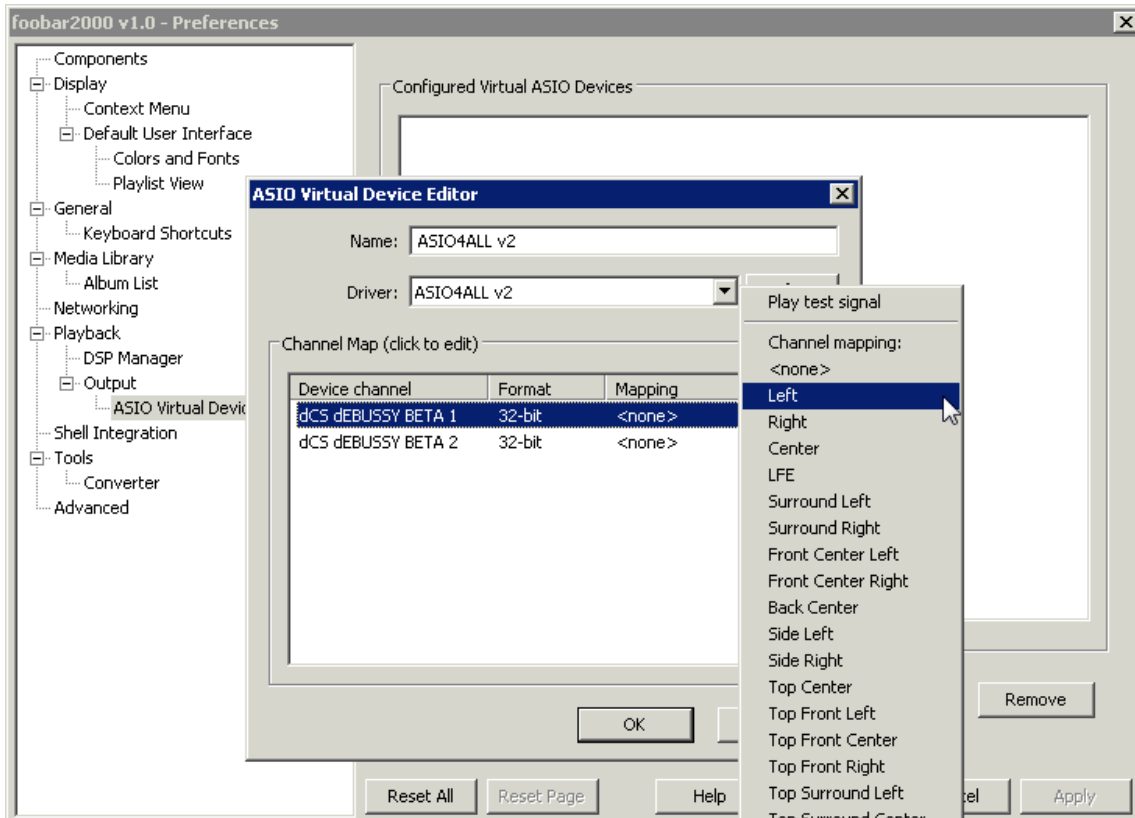 foobar2000 v1.0 - Preferences
Components
Display
Context Menu
Default User Interface
Colors and Fonts
Playlist View
General
Keyboard Shortcuts
Media Library
Album List
Networking
Playback
DSP Manager
Output
ASIO Virtual Devic
Shell Integration
Tools
Converter
Advanced
Configured Virtual ASIO Devices
ASIO Virtual Device Editor
Name: ASIO4ALL v2
Driver: ASIO4ALL v2
Channel Map (click to edit)
Device channel Format Mapping
dCS dEBUSSY BETA 1 32-bit <none>
dCS dEBUSSY BETA 2 32-bit <none>
OK
Play test signal
Channel mapping:
<none>
Left
Right
Center
LFE
Surround Left
Surround Right
Front Center Left
Front Center Right
Back Center
Side Left
Side Right
Top Center
Top Front Left
Top Front Center
Top Front Right
Top Surround Left
Top Surround Center
Remove
Reset All Reset Page Help cel Apply